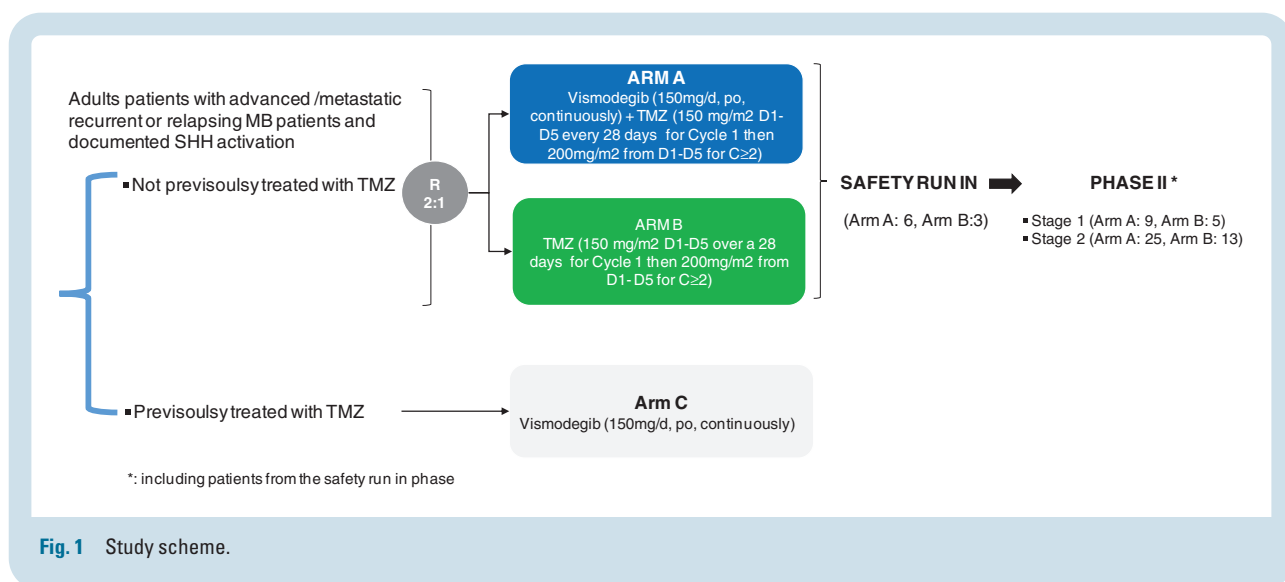 Adults patients with advanced /metastatic
recurrent or relapsing MB patients and
documented SHH activation
▪ Not previsoulsy treated with TMZ
R
2:1
ARM A
Vismodegib (150mg/d, po,
continuously) + TMZ (150 mg/m2 D1-
D5 every 28 days for Cycle 1 then
200mg/m2 from D1-D5 for C≥2)
ARM B
TMZ (150 mg/m2 D1-D5 over a 28
days for Cycle 1 then 200mg/m2 from
D1- D5 for C≥2)
SAFETY RUN IN
(Arm A: 6, Arm B:3)
PHASE II *
▪ Stage 1 (Arm A: 9, Arm B: 5)
▪ Stage 2 (Arm A: 25, Arm B: 13)
▪ Previsoulsy treated with TMZ
Arm C
Vismodegib (150mg/d, po, continuously)
*: including patients from the safety run in phase
Fig. 1 Study scheme.